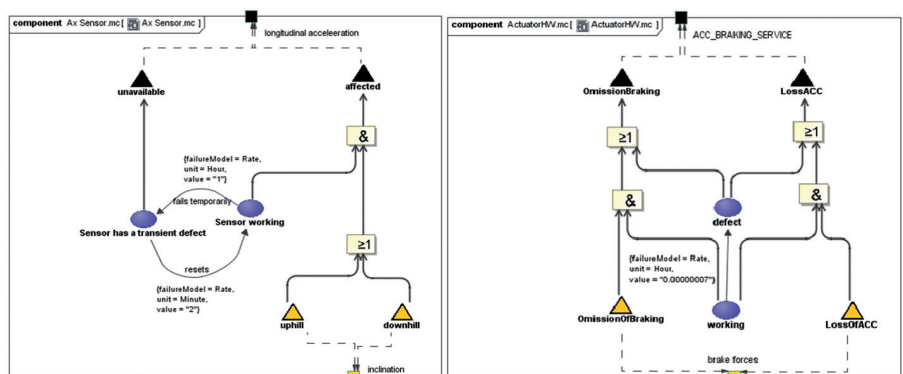 component Ax Sensor.mc [ Ax Sensor.mc ]
longitudinal acceleeration
unavailable
affected
&
{failureModel = Rate,
unit = Hour,
value = "1"}
fails temporarily
Sensor working
Sensor has a transient defect
≥1
resets
{failureModel = Rate,
unit = Minute,
value = "2"}
uphill
downhill
inclination
component ActuatorHW.mc [ ActuatorHW.mc ]
ACC_BRAKING_SERVICE
OmissionBraking
LossACC
≥1
≥1
&
&
defect
{failureModel = Rate,
unit = Hour,
value = "0.00000007"}
OmissionOfBraking
working
LossOfACC
brake forces